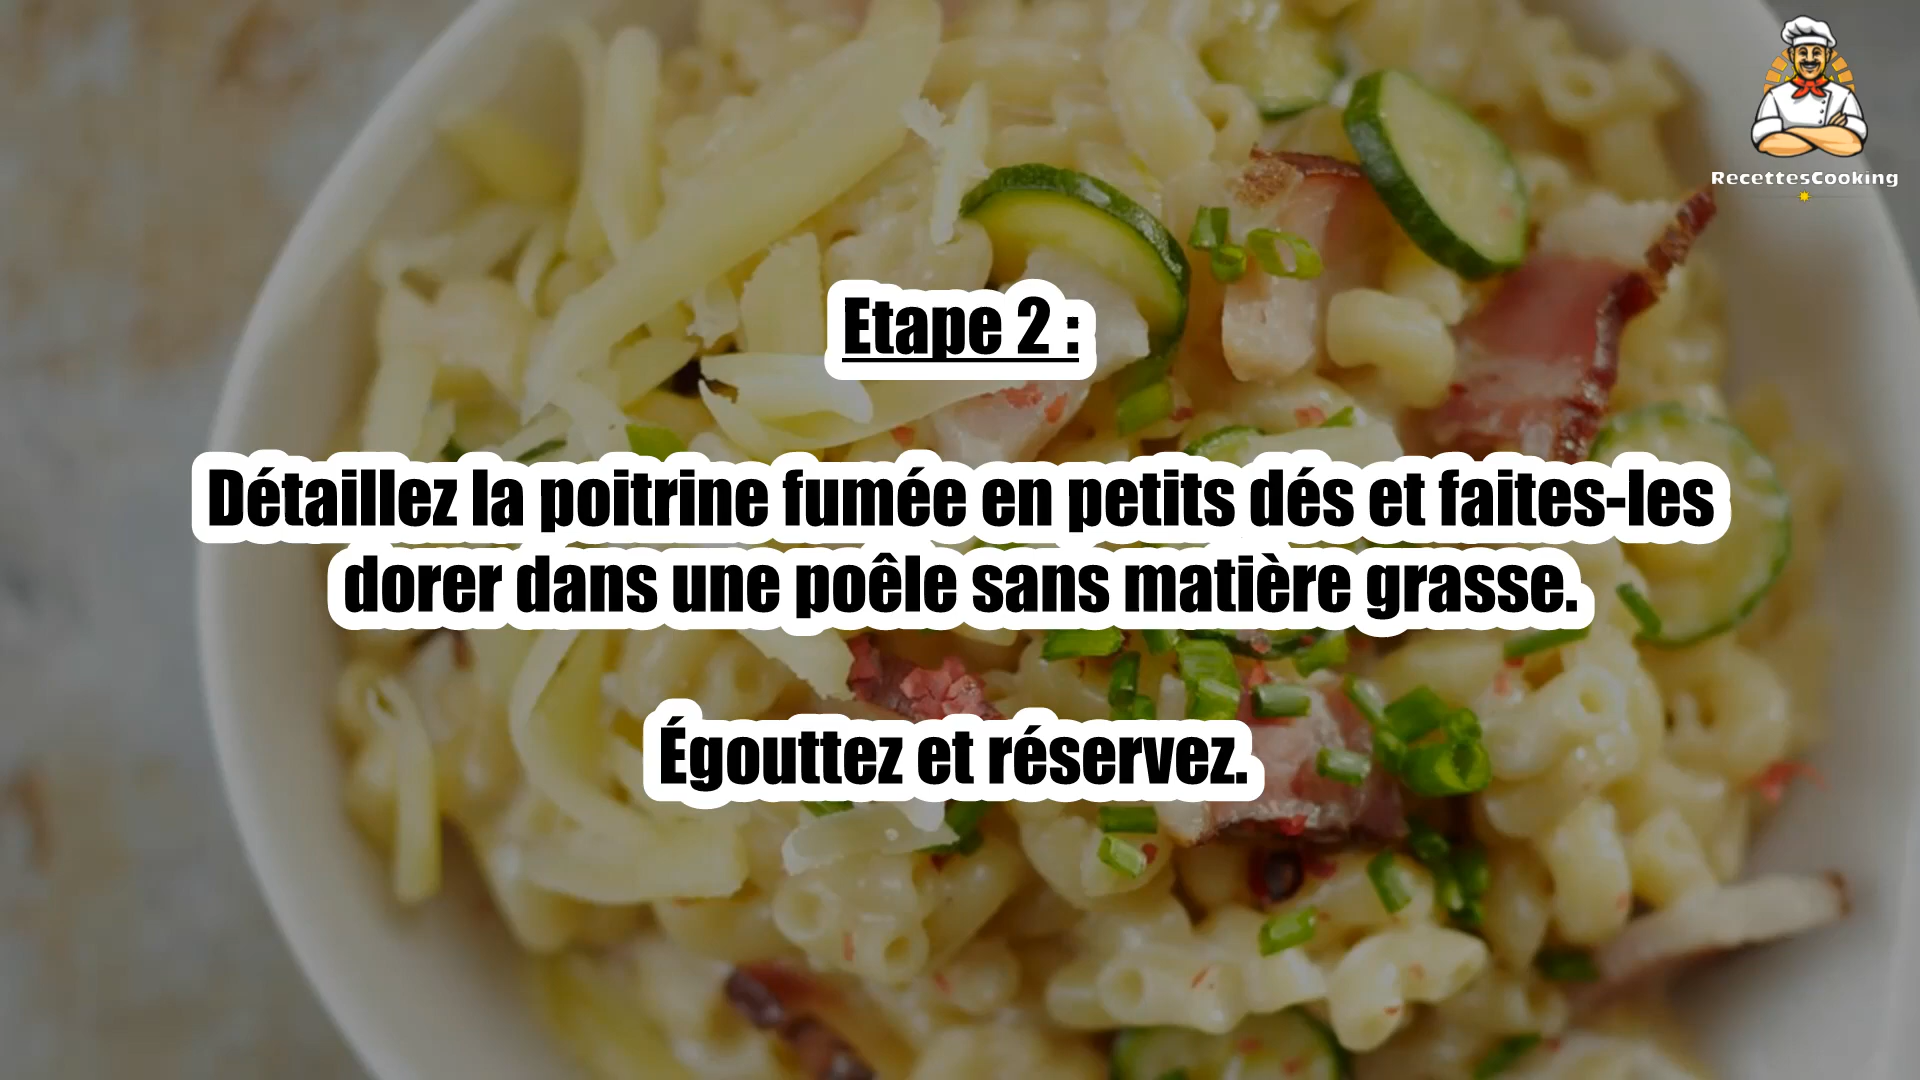 RecettesCooking
Etape 2 :
Détaillez la poitrine fumée en petits dés et faites-les
dorer dans une poêle sans matière grasse.
Égouttez et réservez.